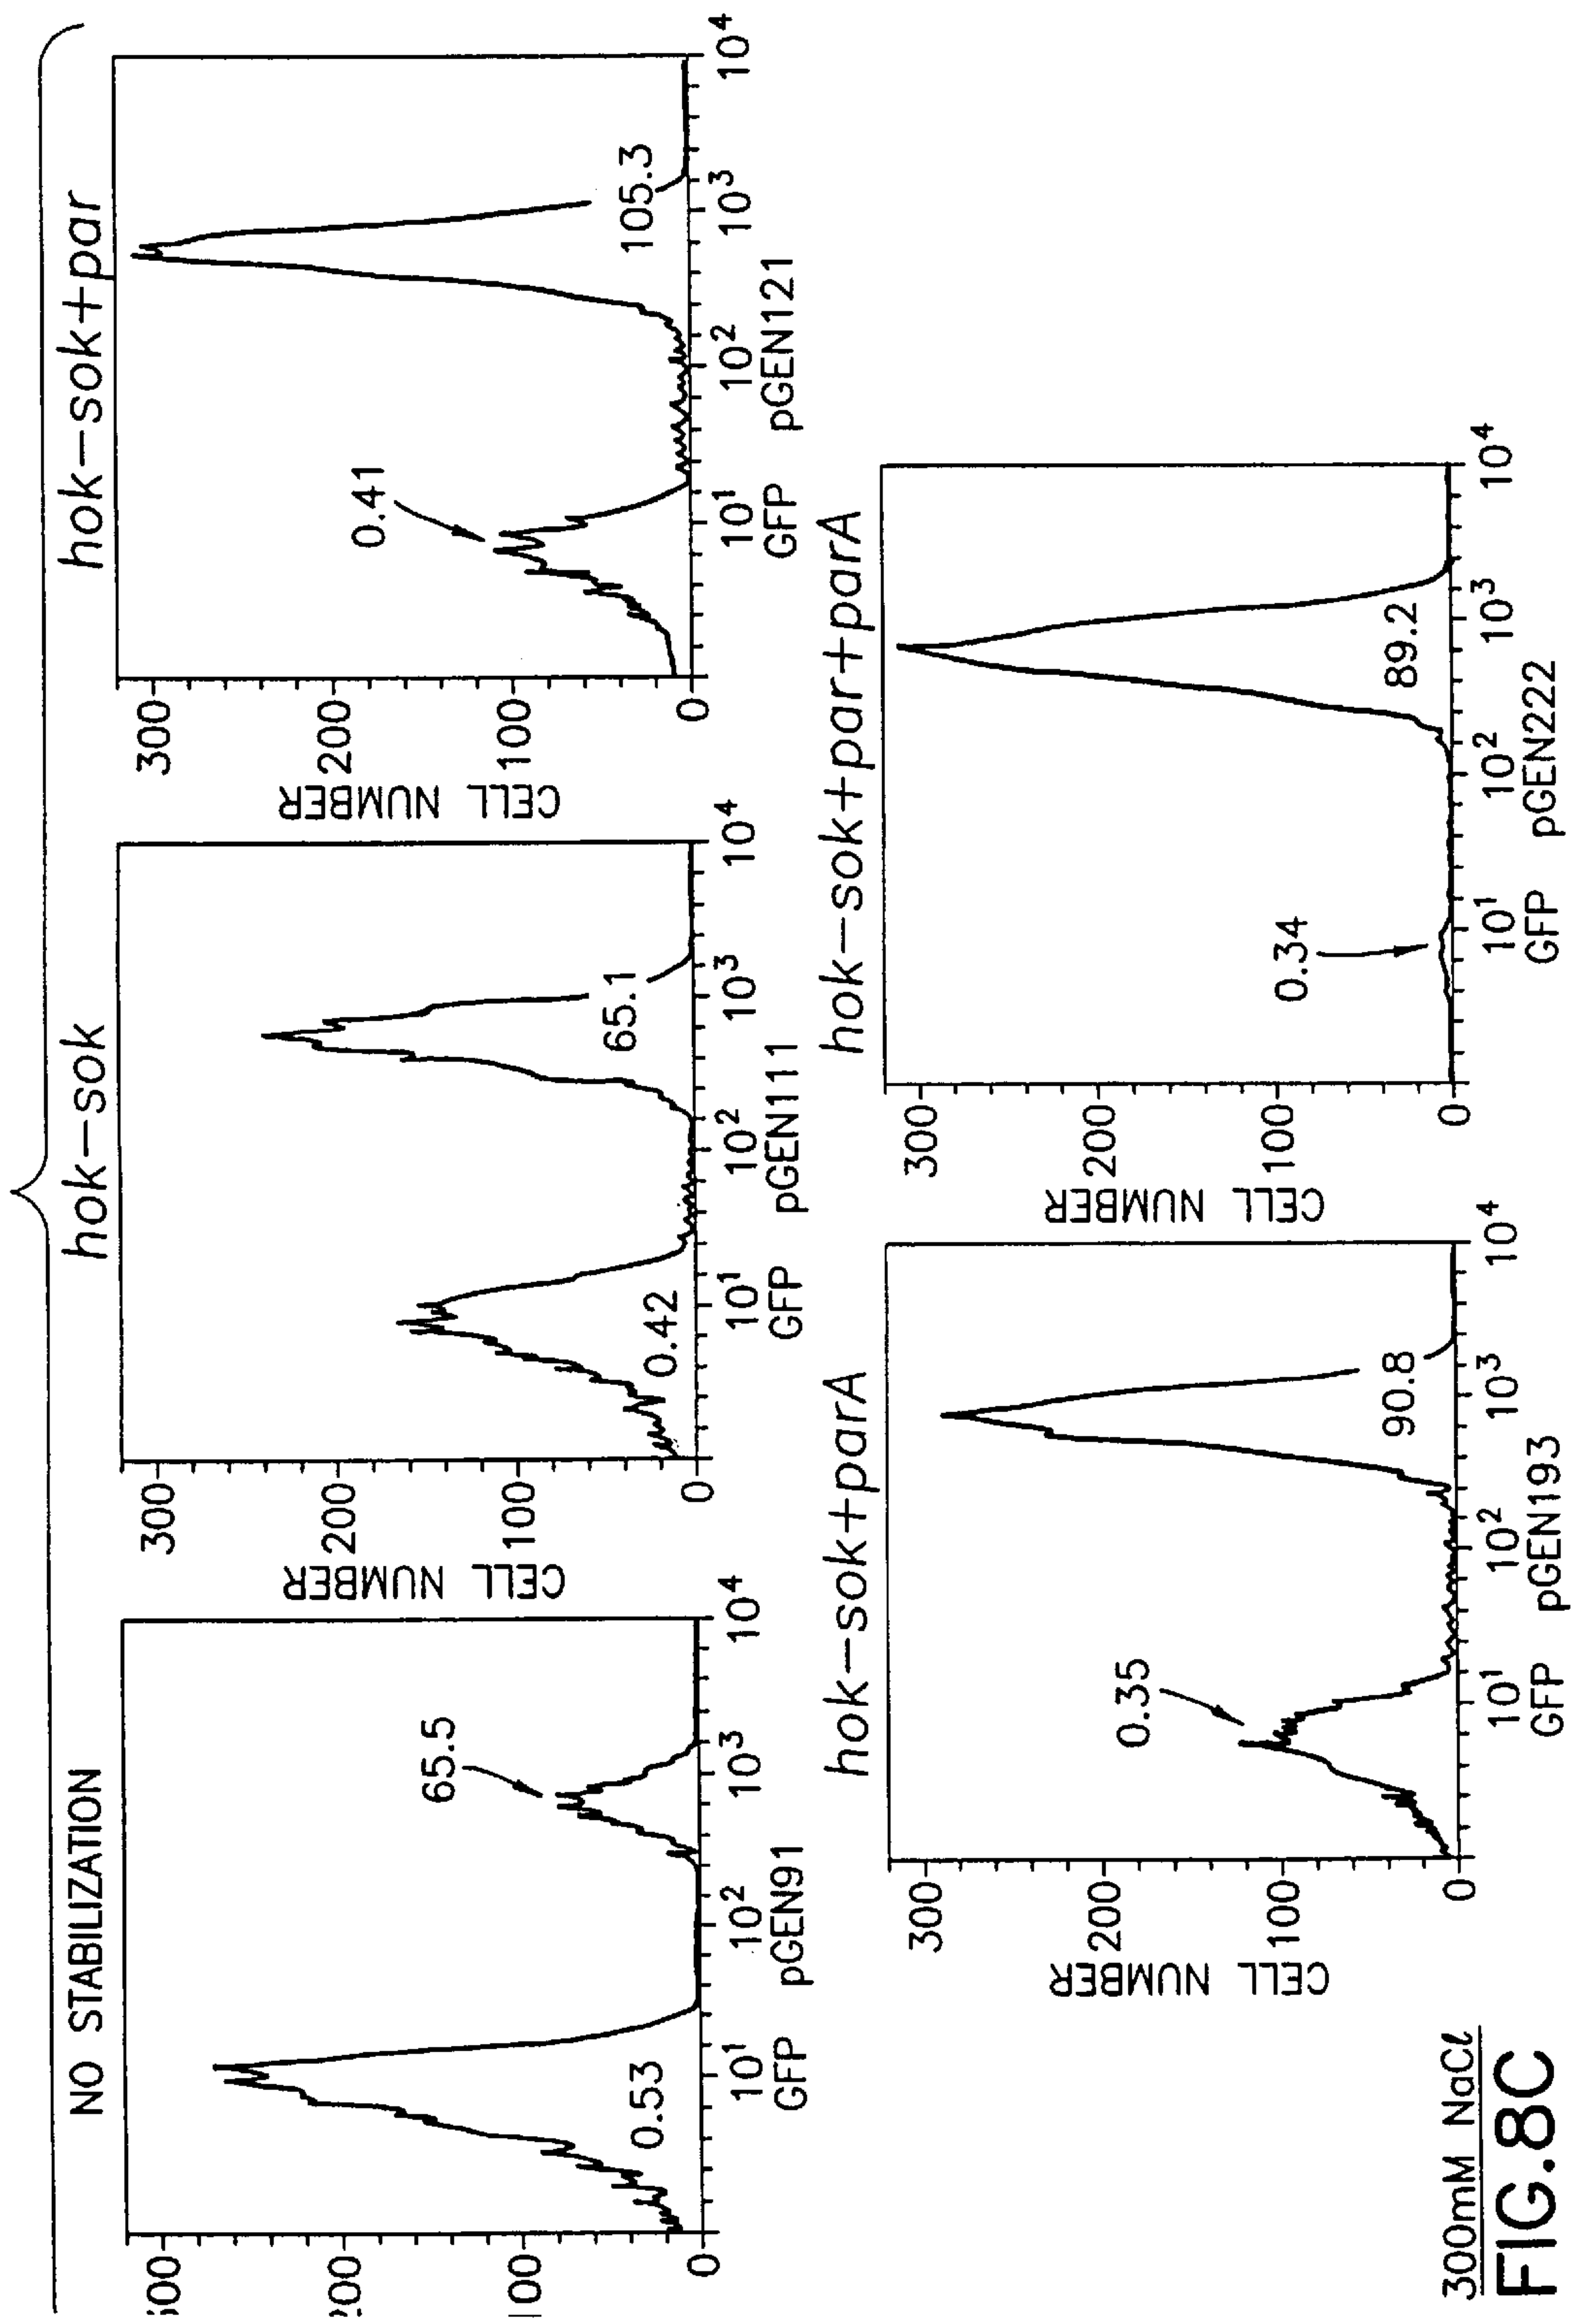 NO STABILIZATION
hok-sok
hok-sok+par
0.53
65.5
10¹ 10² 10³ 10⁴
GFP pGEN91
0
CELL NUMBER
300
200
100
0
0.42
65.1
10¹ 10² 10³ 10⁴
GFP pGEN111
CELL NUMBER
300
200
100
0
0.41
105.3
10¹ 10² 10³ 10⁴
GFP pGEN121
hok-sok+parA
hok-sok+par+parA
CELL NUMBER
300
200
100
0
0.35
90.8
10¹ 10² 10³ 10⁴
GFP pGEN193
CELL NUMBER
300
200
100
0
0.34
89.2
10¹ 10² 10³ 10⁴
GFP pGEN222
300mM NaCl
FIG.8C